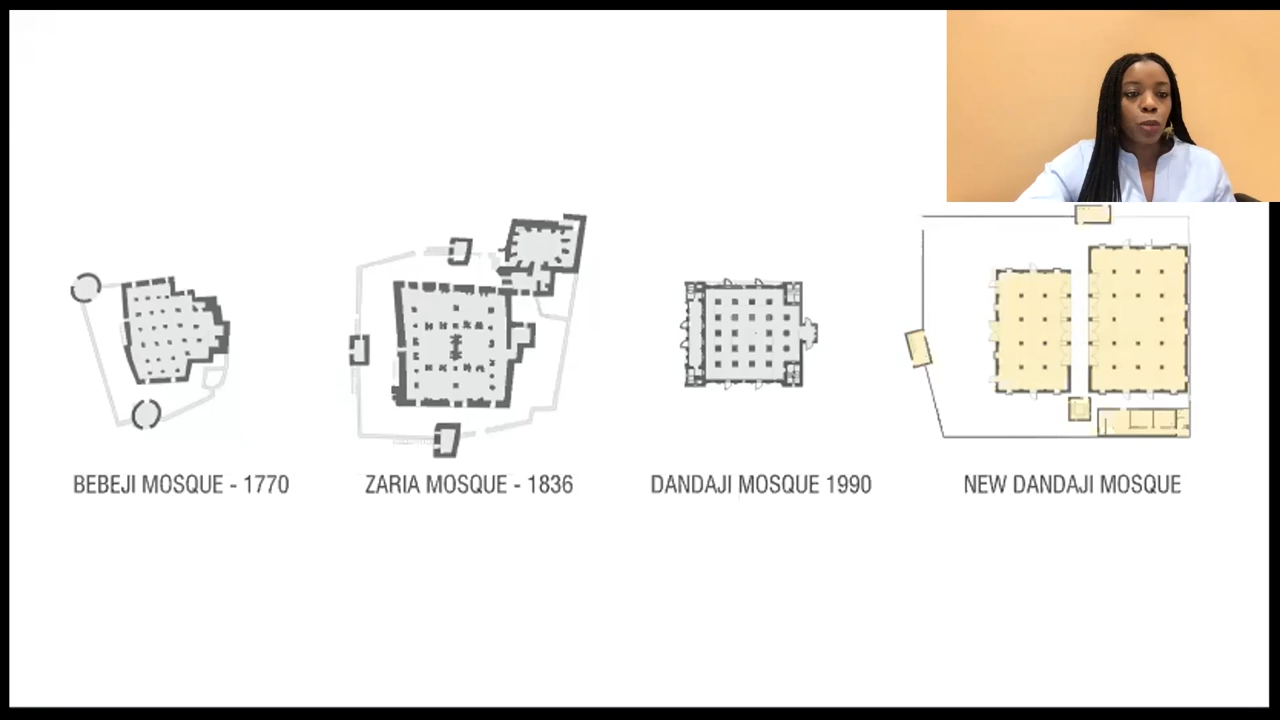 BEBEJI MOSQUE - 1770
ZARIA MOSQUE - 1836
DANDAJI MOSQUE 1990
NEW DANDAJI MOSQUE